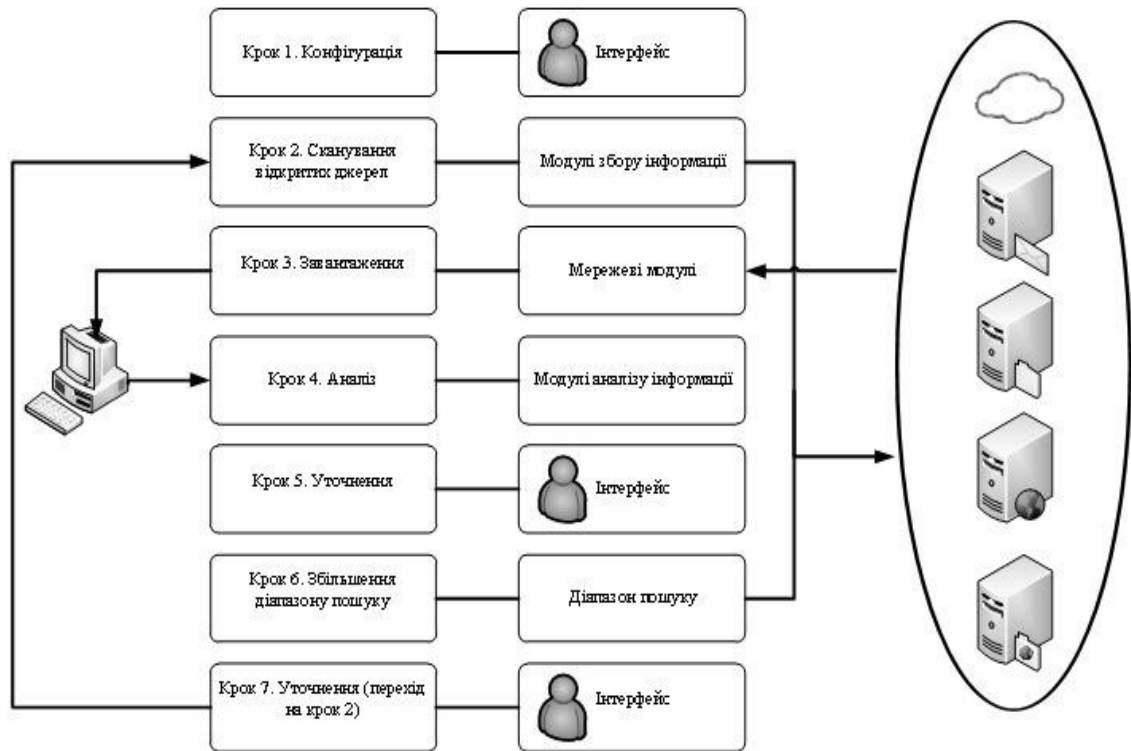 Крок 1. Конфігурація
Інтерфейс
Крок 2. Сканування
відкритих джерел
Модулі збору інформації
Крок 3. Завантаження
Мережеві модулі
Крок 4. Аналіз
Модулі аналізу інформації
Крок 5. Уточнення
Інтерфейс
Крок 6. Збільшення
діапазону пошуку
Діапазон пошуку
Крок 7. Уточнення (перехід
на крок 2)
Інтерфейс